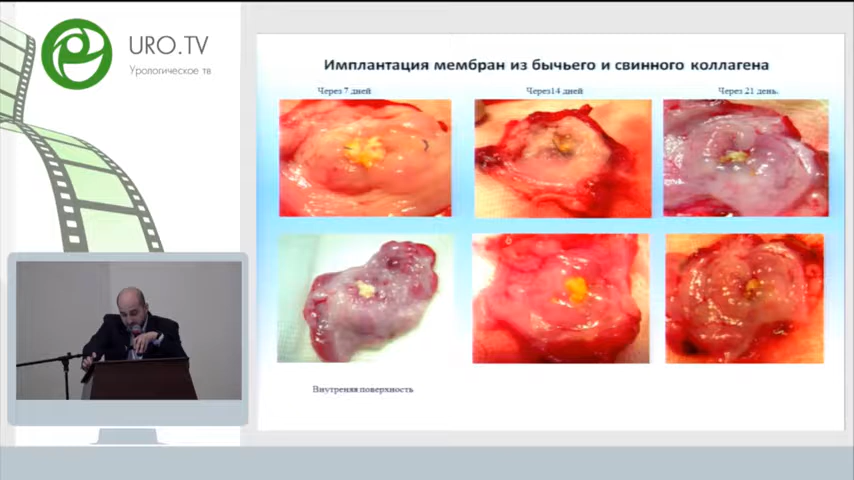 URO.TV
Урологическое тв
Имплантация мембран из бычьего и свинного коллагена
Через 7 дней
Через14 дней
Через 21 день.
Внутреняя поверхность